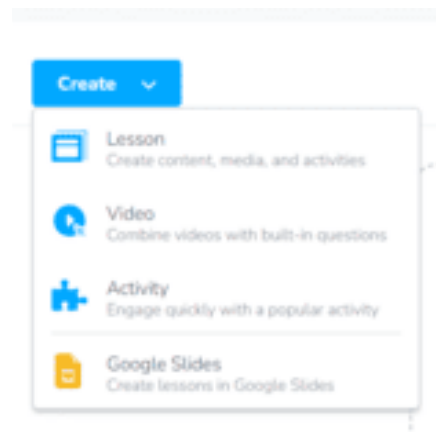 Create
Lesson
Create content, media, and activities
Video
Combine videos with built-in questions
Activity
Engage quickly with a popular activity
Google Slides
Create lessons in Google Slides